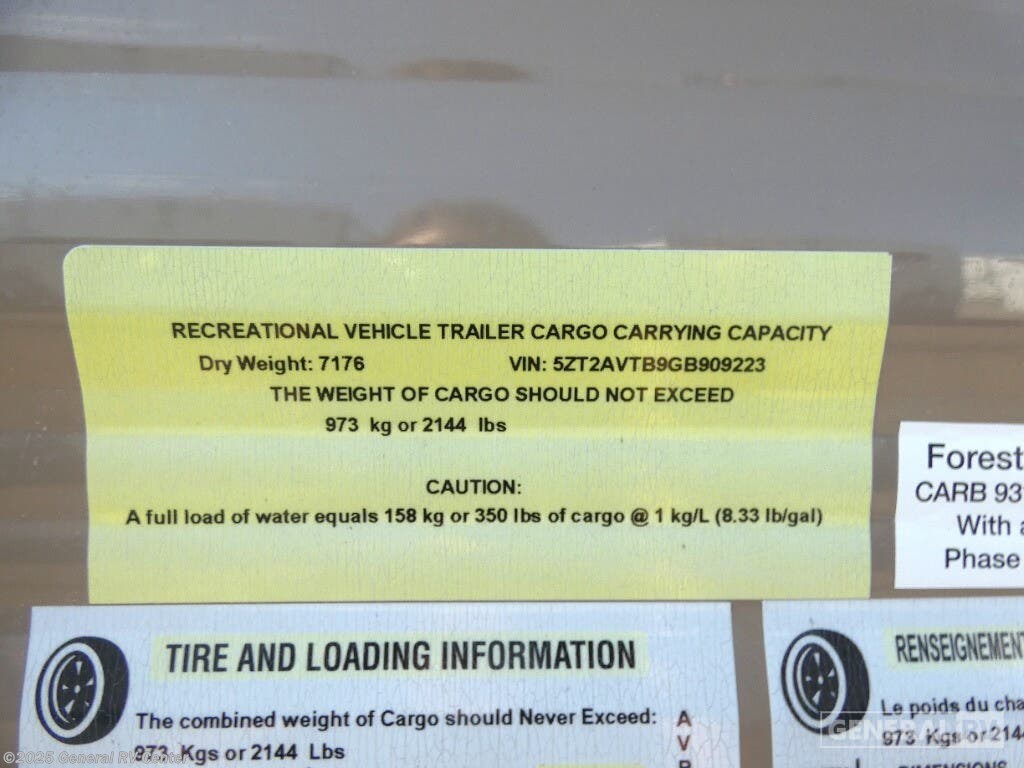 RECREATIONAL VEHICLE TRAILER CARGO CARRYING CAPACITY
Dry Weight: 7176 VIN: 5ZT2AVTB9GB909223
THE WEIGHT OF CARGO SHOULD NOT EXCEED
973 kg or 2144 lbs
CAUTION:
A full load of water equals 158 kg or 350 lbs of cargo @ 1 kg/L (8.33 lb/gal)
Forest
CARB 93
With a
Phase
TIRE AND LOADING INFORMATION
The combined weight of Cargo should Never Exceed:
973 Kgs or 2144 Lbs
A
V
RENSEIGNEMEN
Le poids du cha
973 Kgs or 214
DIMENSIONS
GENERAL RV
©2025 General RV Center